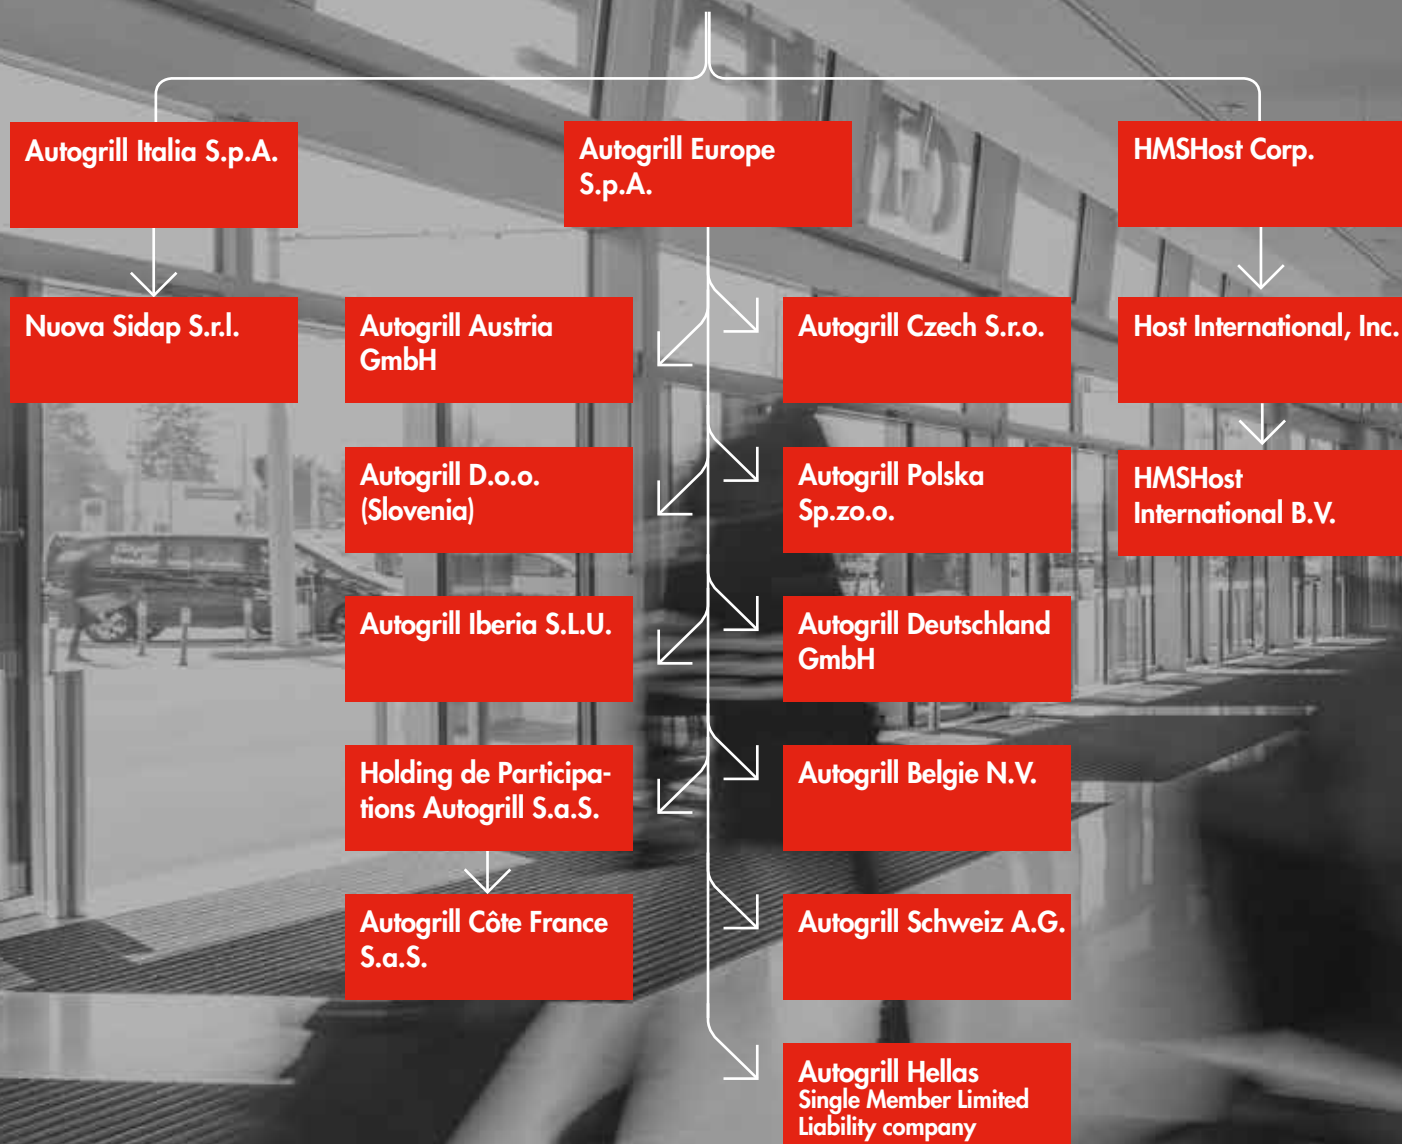 Autogrill Italia S.p.A.
Autogrill Europe
S.p.A.
HMSHost Corp.
Nuova Sidap S.r.l.
Autogrill Austria
GmbH
Autogrill Czech S.r.o.
Host International, Inc.
Autogrill D.o.o.
(Slovenia)
Autogrill Polska
Sp.zo.o.
HMSHost
International B.V.
Autogrill Iberia S.L.U.
Autogrill Deutschland
GmbH
Holding de Participa-
tions Autogrill S.a.S.
Autogrill Belgie N.V.
Autogrill Côte France
S.a.S.
Autogrill Schweiz A.G.
Autogrill Hellas
Single Member Limited
Liability company